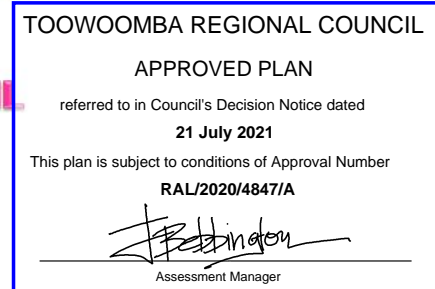 TOOWOOMBA REGIONAL COUNCIL
APPROVED PLAN
referred to in Council's Decision Notice dated
21 July 2021
This plan is subject to conditions of Approval Number
RAL/2020/4847/A
Assessment Manager